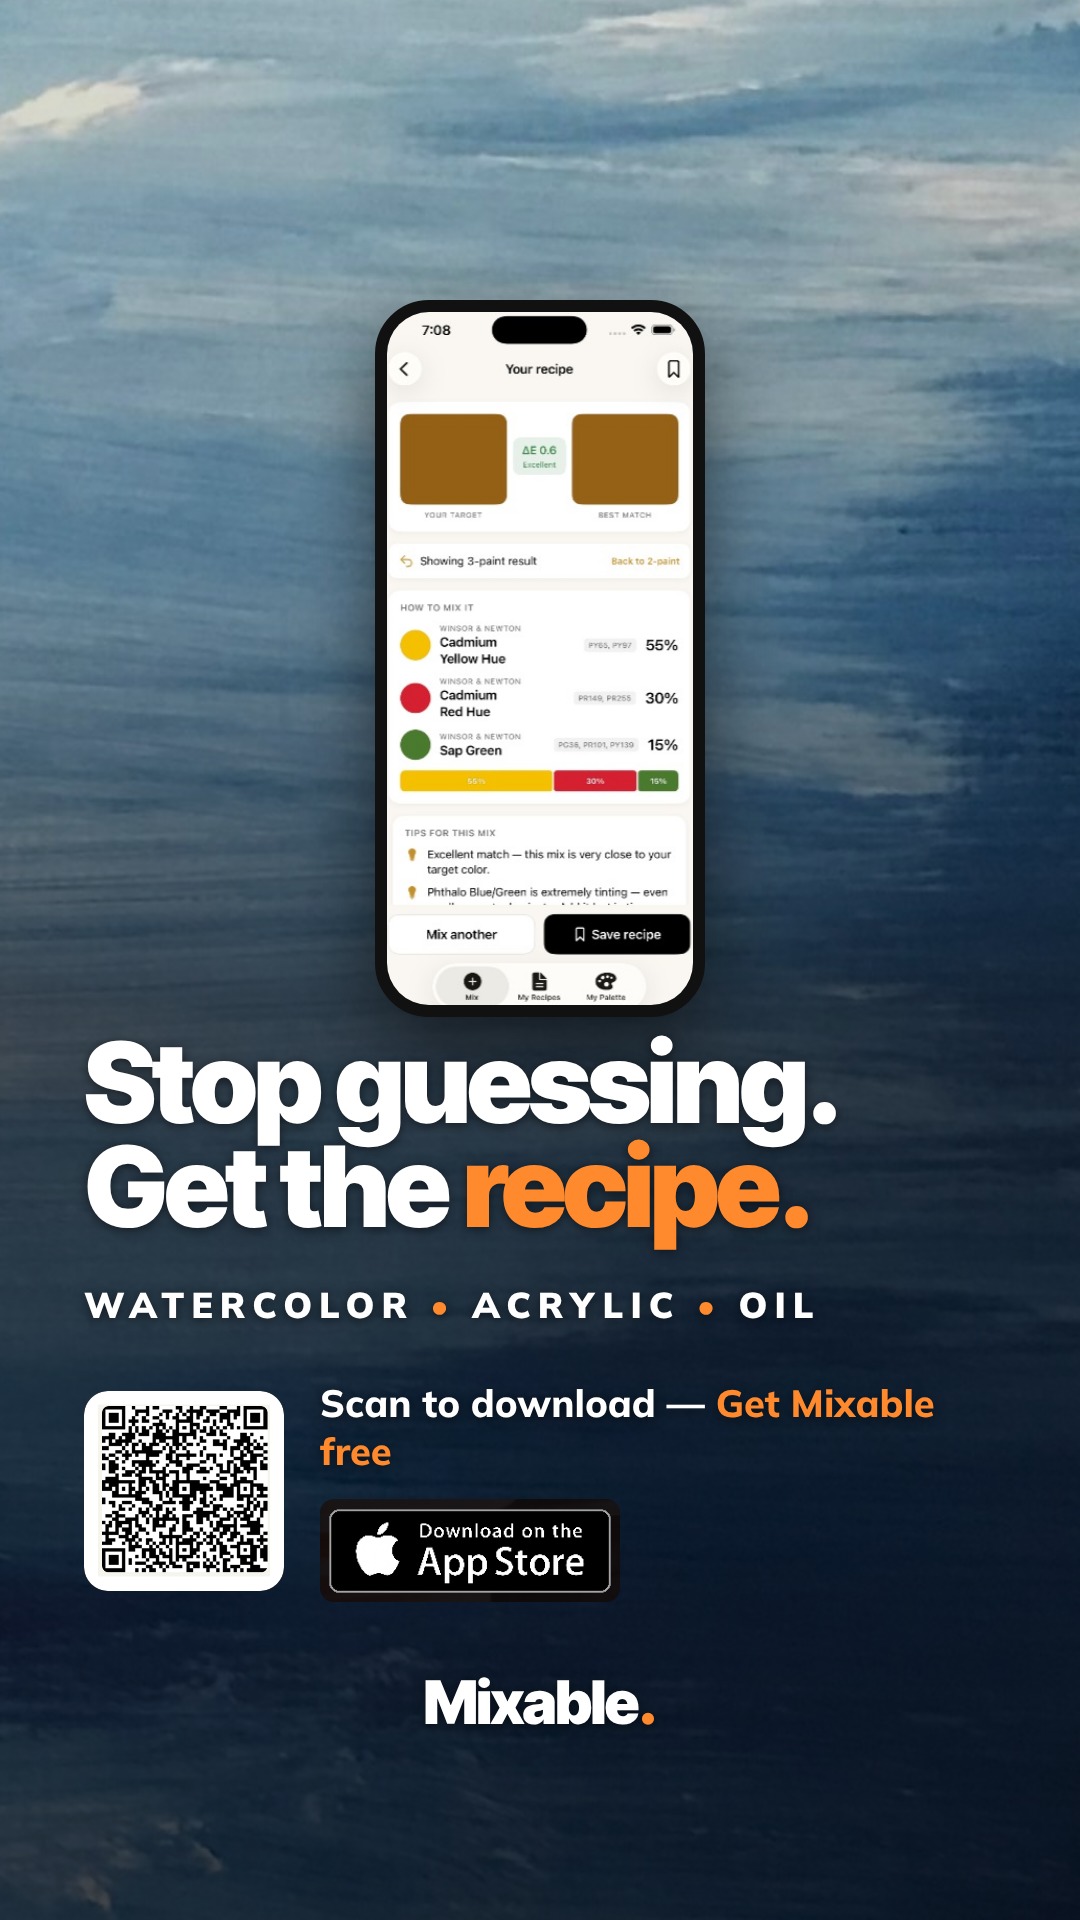 7:08
Your recipe
ΔE 0.6
Excellent
YOUR TARGET
BEST MATCH
Showing 3-paint result
Back to 2-paint
HOW TO MIX IT
WINSOR & NEWTON
Cadmium
Yellow Hue
PY65, PY97
55%
WINSOR & NEWTON
Cadmium
Red Hue
PR149, PR255
30%
WINSOR & NEWTON
Sap Green
PG36, PR101, PY139
15%
55%
30%
15%
TIPS FOR THIS MIX
Excellent match — this mix is very close to your
target color.
Phthalo Blue/Green is extremely tinting — even
Mix another
Save recipe
Mix
My Recipes
My Palette
Stop guessing.
Get the recipe.
WATERCOLOR • ACRYLIC • OIL
Scan to download — Get Mixable
free
Download on the
App Store
Mixable.